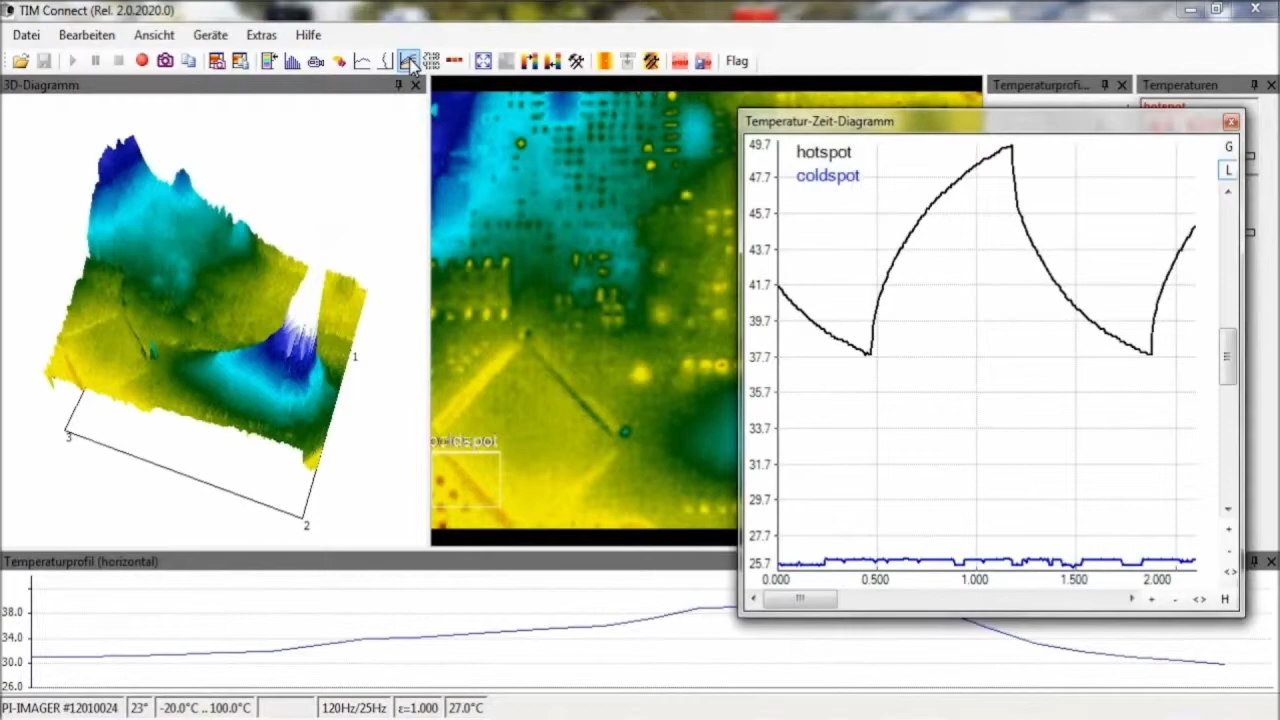 TIM Connect (Rel. 2.0.2020.0)
Datei Bearbeiten Ansicht Geräte Extras Hilfe
Flag
3D-Diagramm
Temperaturprofi...
Temperaturen
hotspot
Temperatur-Zeit-Diagramm
49.7
47.7
45.7
43.7
41.7
39.7
37.7
35.7
33.7
31.7
29.7
27.7
25.7
hotspot
coldspot
G
L
0.000 0.500 1.000 1.500 2.000
+ - <>
+ - <> H
1
3
2
coldspot
Temperaturprofil (horizontal)
38.0
34.0
30.0
26.0
PI-IMAGER #12010024 23° -20.0°C .. 100.0°C 120Hz/25Hz ε=1.000 27.0°C